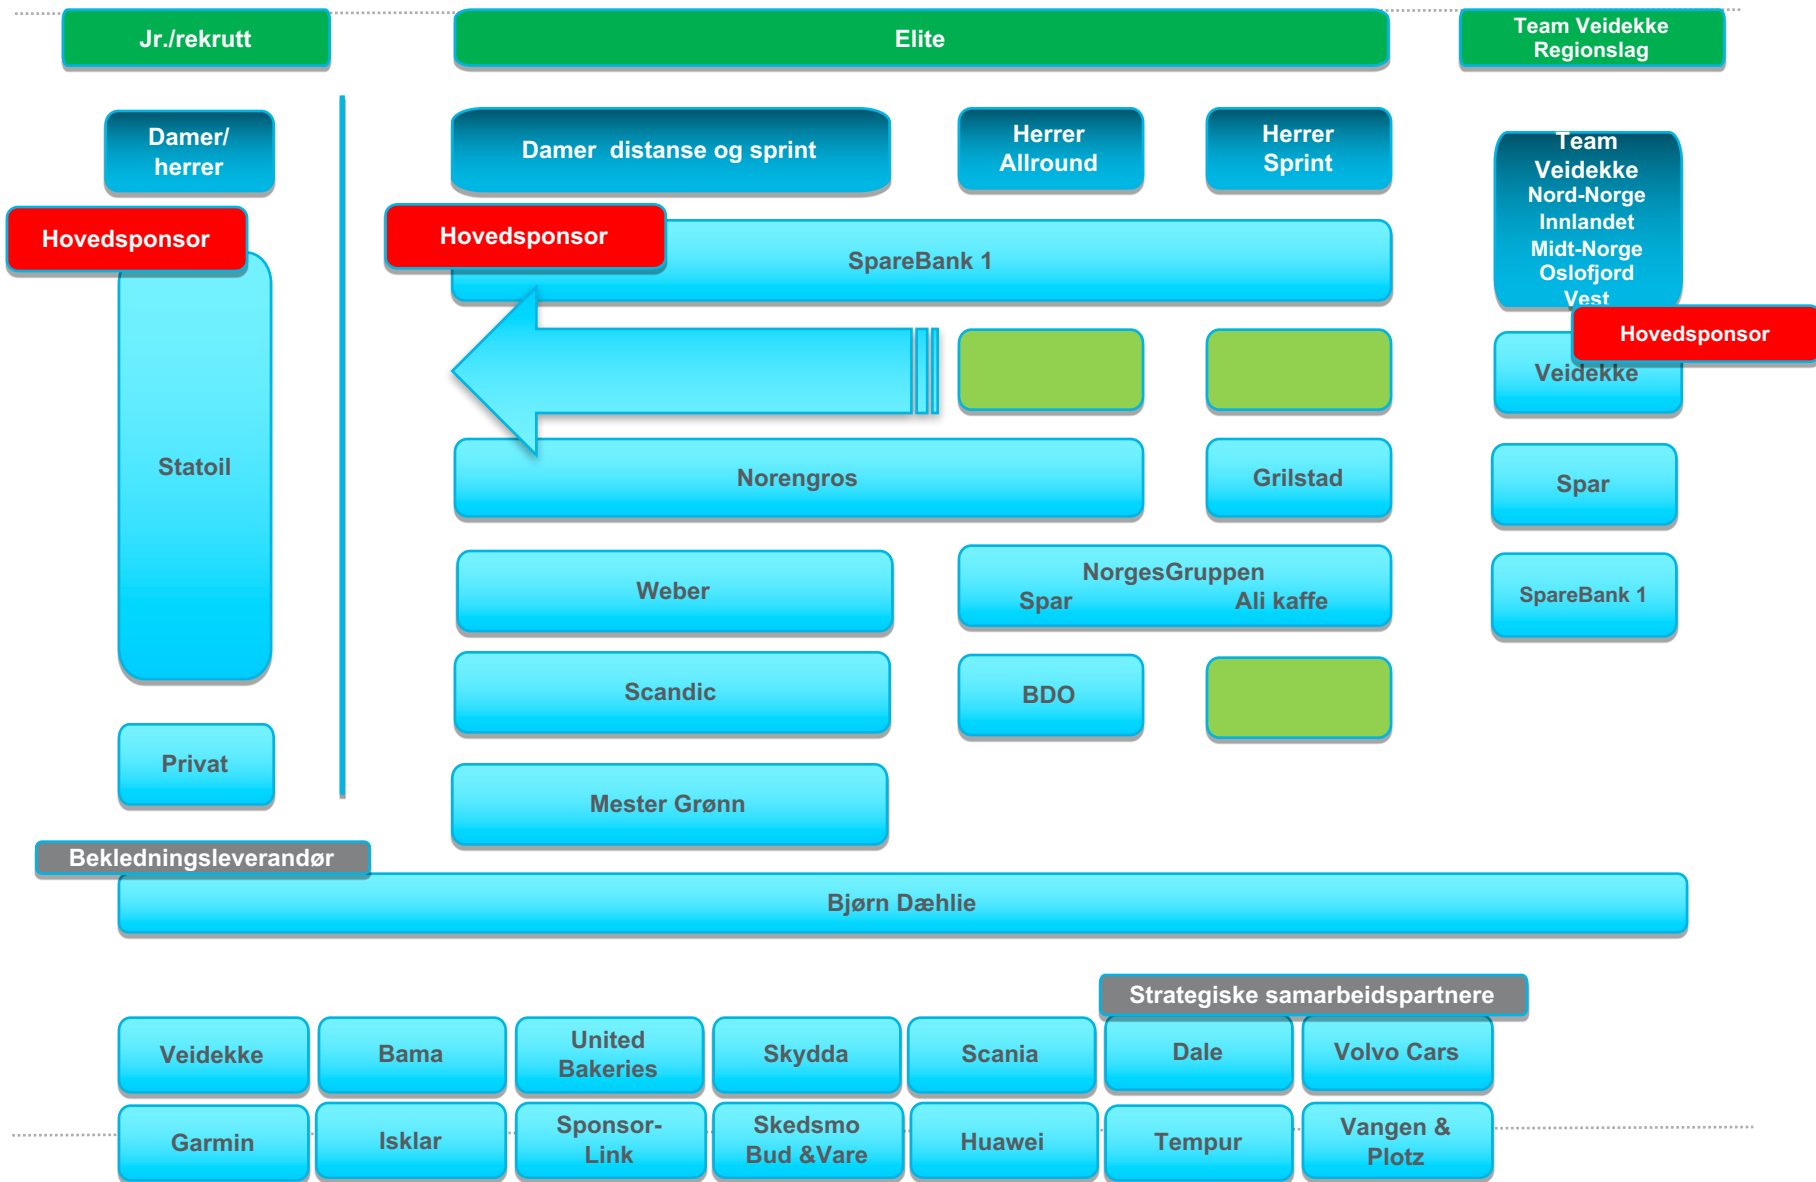 Jr./rekrutt
Elite
Team Veidekke
Regionslag
Damer/
herrer
Damer distanse og sprint
Herrer
Allround
Herrer
Sprint
Team
Veidekke
Nord-Norge
Innlandet
Midt-Norge
Oslofjord
Vest
Hovedsponsor
Hovedsponsor
SpareBank 1
Hovedsponsor
Veidekke
Statoil
Norengros
Grilstad
Spar
Weber
NorgesGruppen
Spar Ali kaffe
SpareBank 1
Scandic
BDO
Privat
Mester Grønn
Bekledningsleverandør
Bjørn Dæhlie
Strategiske samarbeidspartnere
Veidekke
Bama
United
Bakeries
Skydda
Scania
Dale
Volvo Cars
Garmin
Isklar
Sponsor-
Link
Skedsmo
Bud &Vare
Huawei
Tempur
Vangen &
Plotz